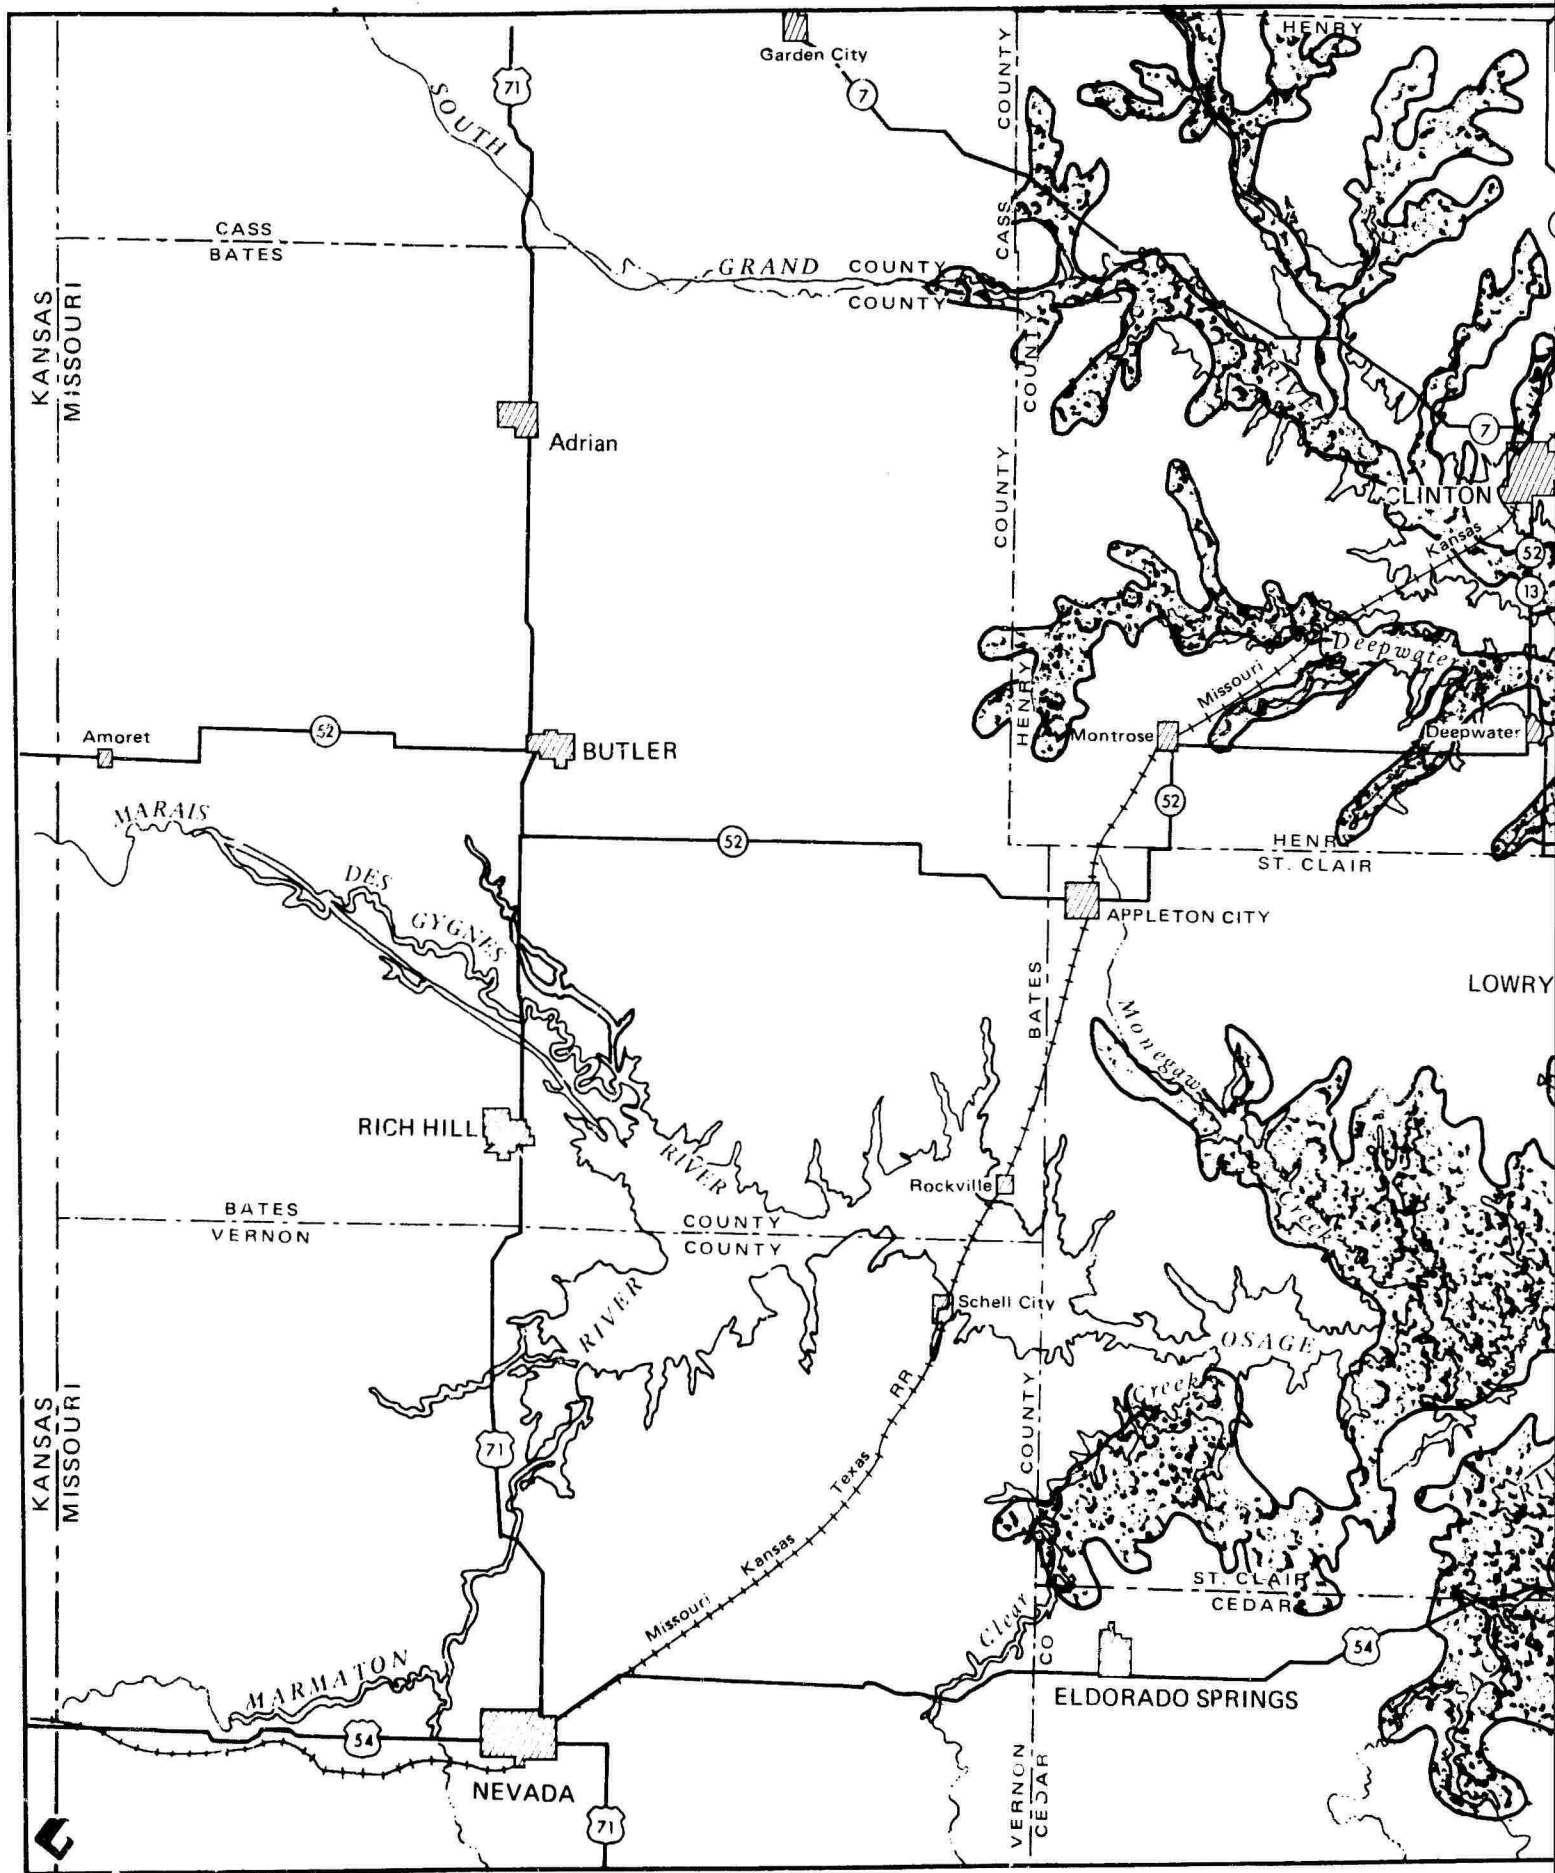 HENRY
Garden City
COUNTY
71
7
SOUTH
CASS
CASS
BATES
GRAND
COUNTY
COUNTY
KANSAS
MISSOURI
COUNTY
RIVER
Adrian
7
CLINTON
COUNTY
Kansas
52
13
Deepwater
Missouri
HENRY
Amoret
52
BUTLER
Montrose
Deepwater
52
MARAIS
52
HENRY
ST. CLAIR
DES
APPLETON CITY
GYGNES
BATES
LOWRY
Monegaw
RICH HILL
RIVER
Rockville
Creek
BATES
VERNON
COUNTY
COUNTY
Schell City
RIVER
OSAGE
Creek
RR
KANSAS
MISSOURI
COUNTY
71
Texas
Kansas
ST. CLAIR
CEDAR
Missouri
Clear
CO
54
MARMATON
SAC
ELDORADO SPRINGS
54
NEVADA
VERNON
CEDAR
71